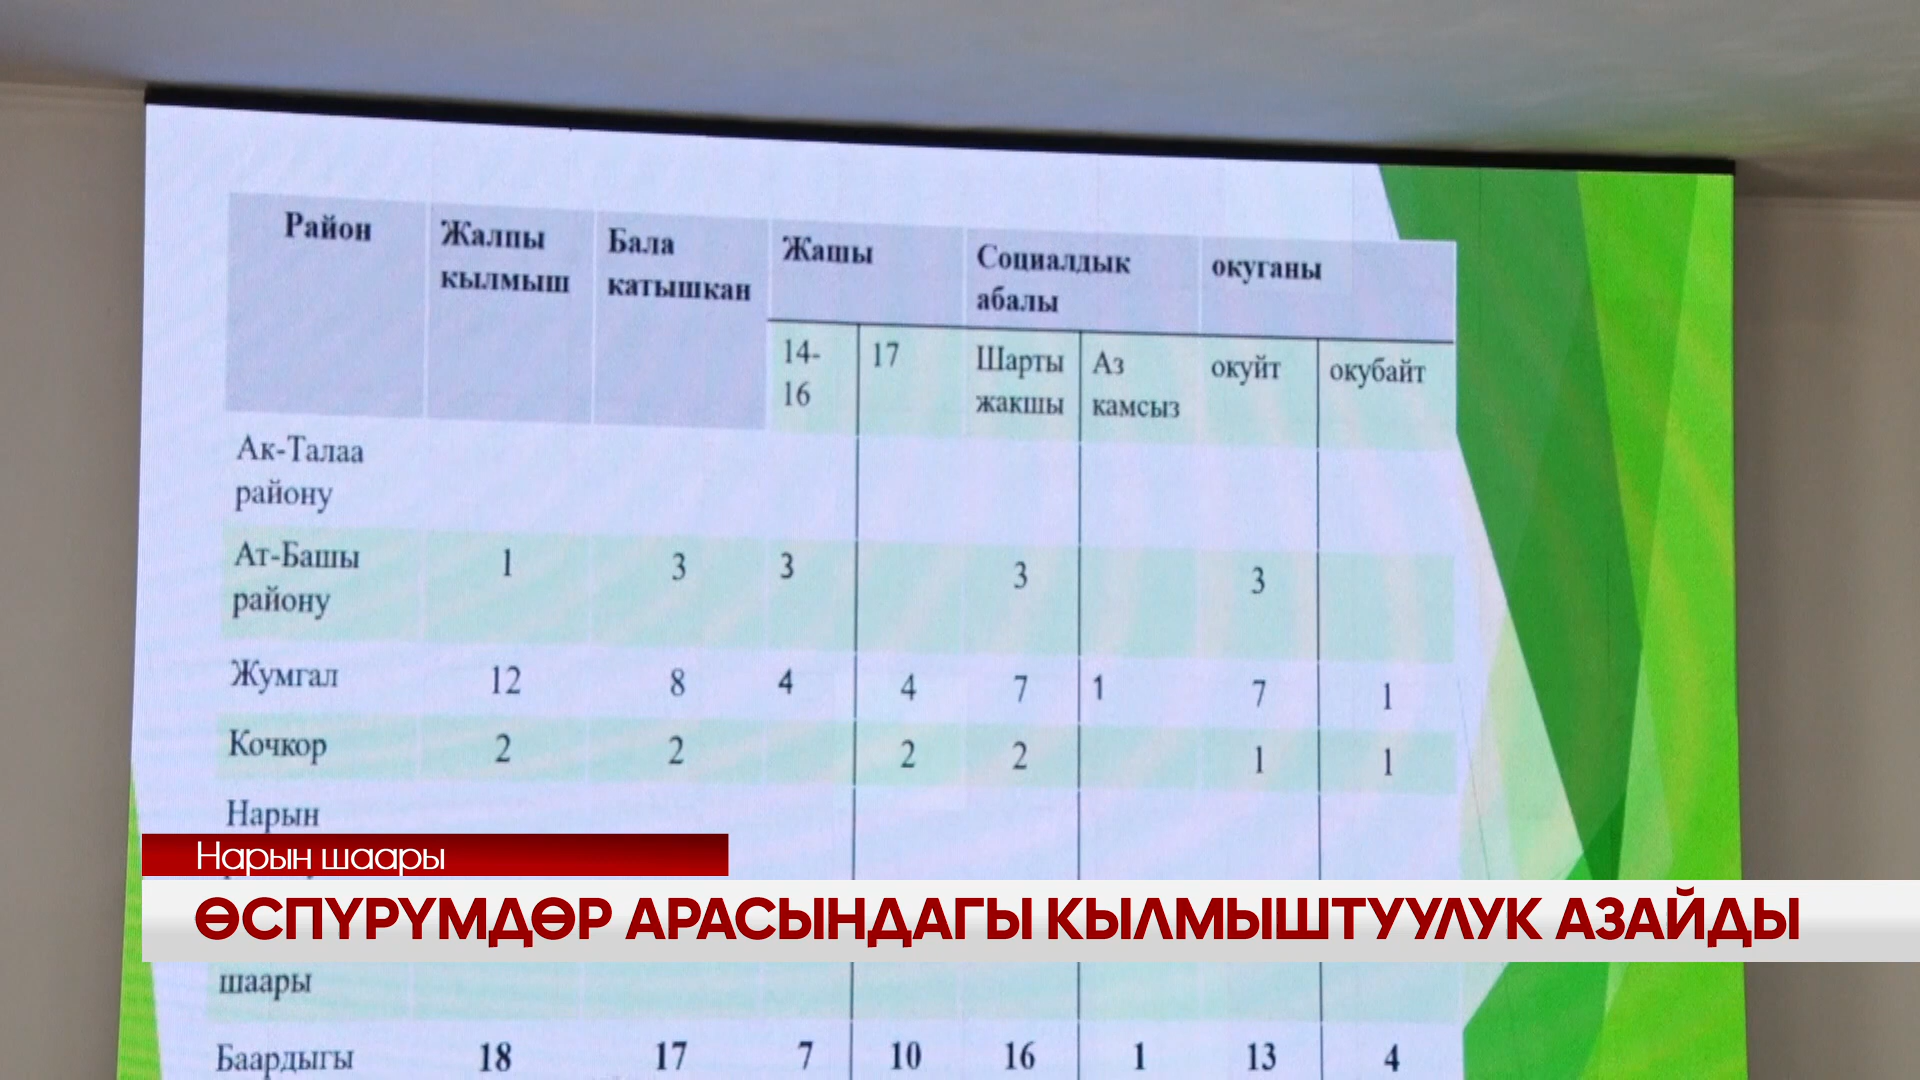 Район Жалпы кылмыш Бала катышкан Жашы Социалдык абалы окуганы
14-16 17 Шарты жакшы Аз камсыз окуйт окубайт
Ак-Талаа району
Ат-Башы району 1 3 3 3 3
Жумгал 12 8 4 4 7 1 7 1
Кочкор 2 2 2 2 1 1
Нарын
Нарын шаары
ӨСПҮРҮМДӨР АРАСЫНДАГЫ КЫЛМЫШТУУЛУК АЗАЙДЫ
шаары
Баардыгы 18 17 7 10 16 1 13 4